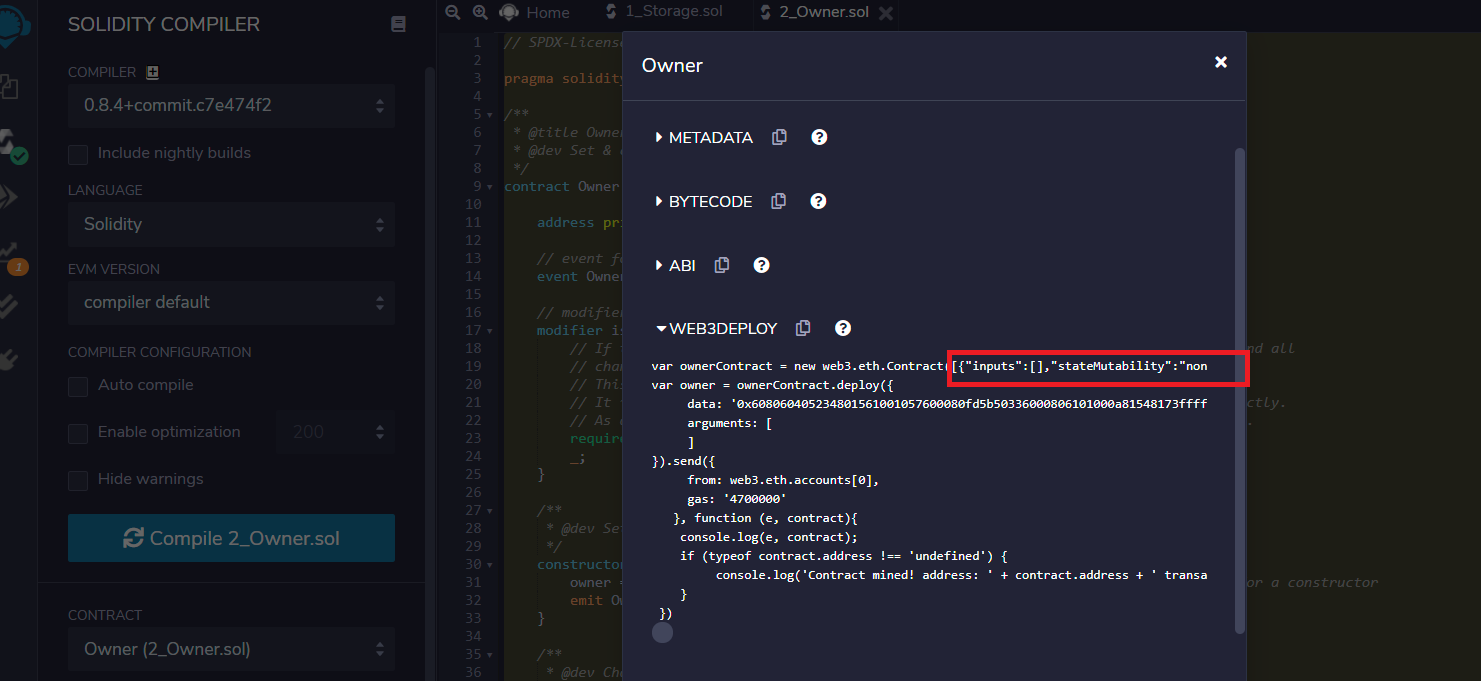 SOLIDITY COMPILER
COMPILER
0.8.4+commit.c7e474f2
Include nightly builds
LANGUAGE
Solidity
EVM VERSION
compiler default
COMPILER CONFIGURATION
Auto compile
Enable optimization 200
Hide warnings
Compile 2_Owner.sol
CONTRACT
Owner (2_Owner.sol)
1
Home 1_Storage.sol 2_Owner.sol
1 // SPDX-License
2
3 pragma solidity
4
5 /**
6 * @title Owne
7 * @dev Set &
8 */
9 contract Owner
10
11 address pri
12
13 // event fo
14 event Owne
15
16 // modifie
17 modifier is
18 // If nd all
19 // cha
20 // This
21 // It ctly.
22 // As .
23 require
24 _;
25 }
26
27 /**
28 * @dev Set
29 */
30 constructo
31 owner = or a constructor
32 emit Ow
33 }
34
35 /**
36 * @dev Ch
Owner
METADATA
BYTECODE
ABI
WEB3DEPLOY
var ownerContract = new web3.eth.Contract([{"inputs":[],"stateMutability":"non
var owner = ownerContract.deploy({
data: '0x608060405234801561001057600080fd5b50336000806101000a81548173ffff
arguments: [
]
}).send({
from: web3.eth.accounts[0],
gas: '4700000'
}, function (e, contract){
console.log(e, contract);
if (typeof contract.address !== 'undefined') {
console.log('Contract mined! address: ' + contract.address + ' transa
}
})